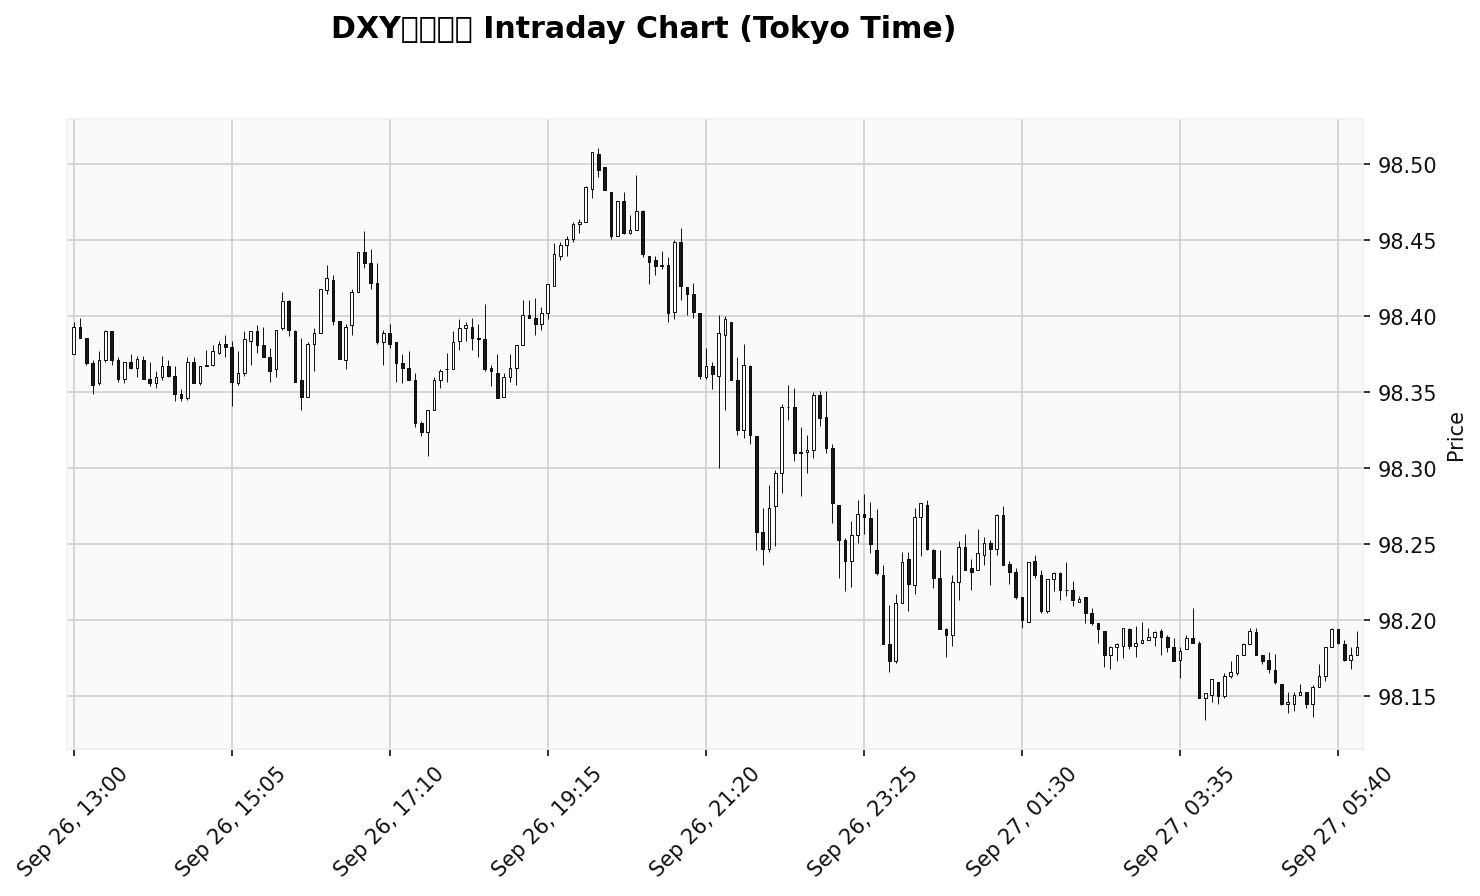 DXY Intraday Chart (Tokyo Time)
98.50
98.45
98.40
98.35
98.30
98.25
98.20
98.15
Price
Sep 26, 13:00
Sep 26, 15:05
Sep 26, 17:10
Sep 26, 19:15
Sep 26, 21:20
Sep 26, 23:25
Sep 27, 01:30
Sep 27, 03:35
Sep 27, 05:40